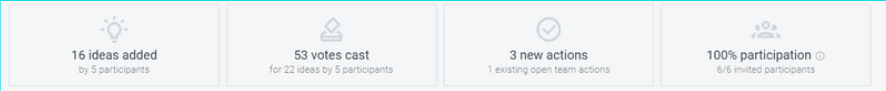 16 ideas added
by 5 participants
53 votes cast
for 22 ideas by 5 participants
3 new actions
1 existing open team actions
100% participation
6/6 invited participants